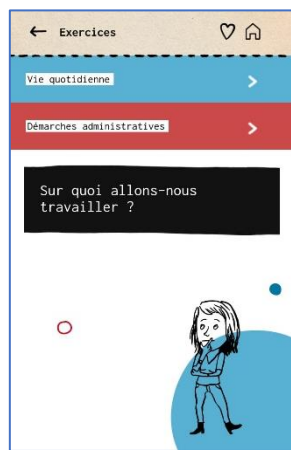 Exercices
Vie quotidienne
Démarches administratives
Sur quoi allons-nous
travailler ?